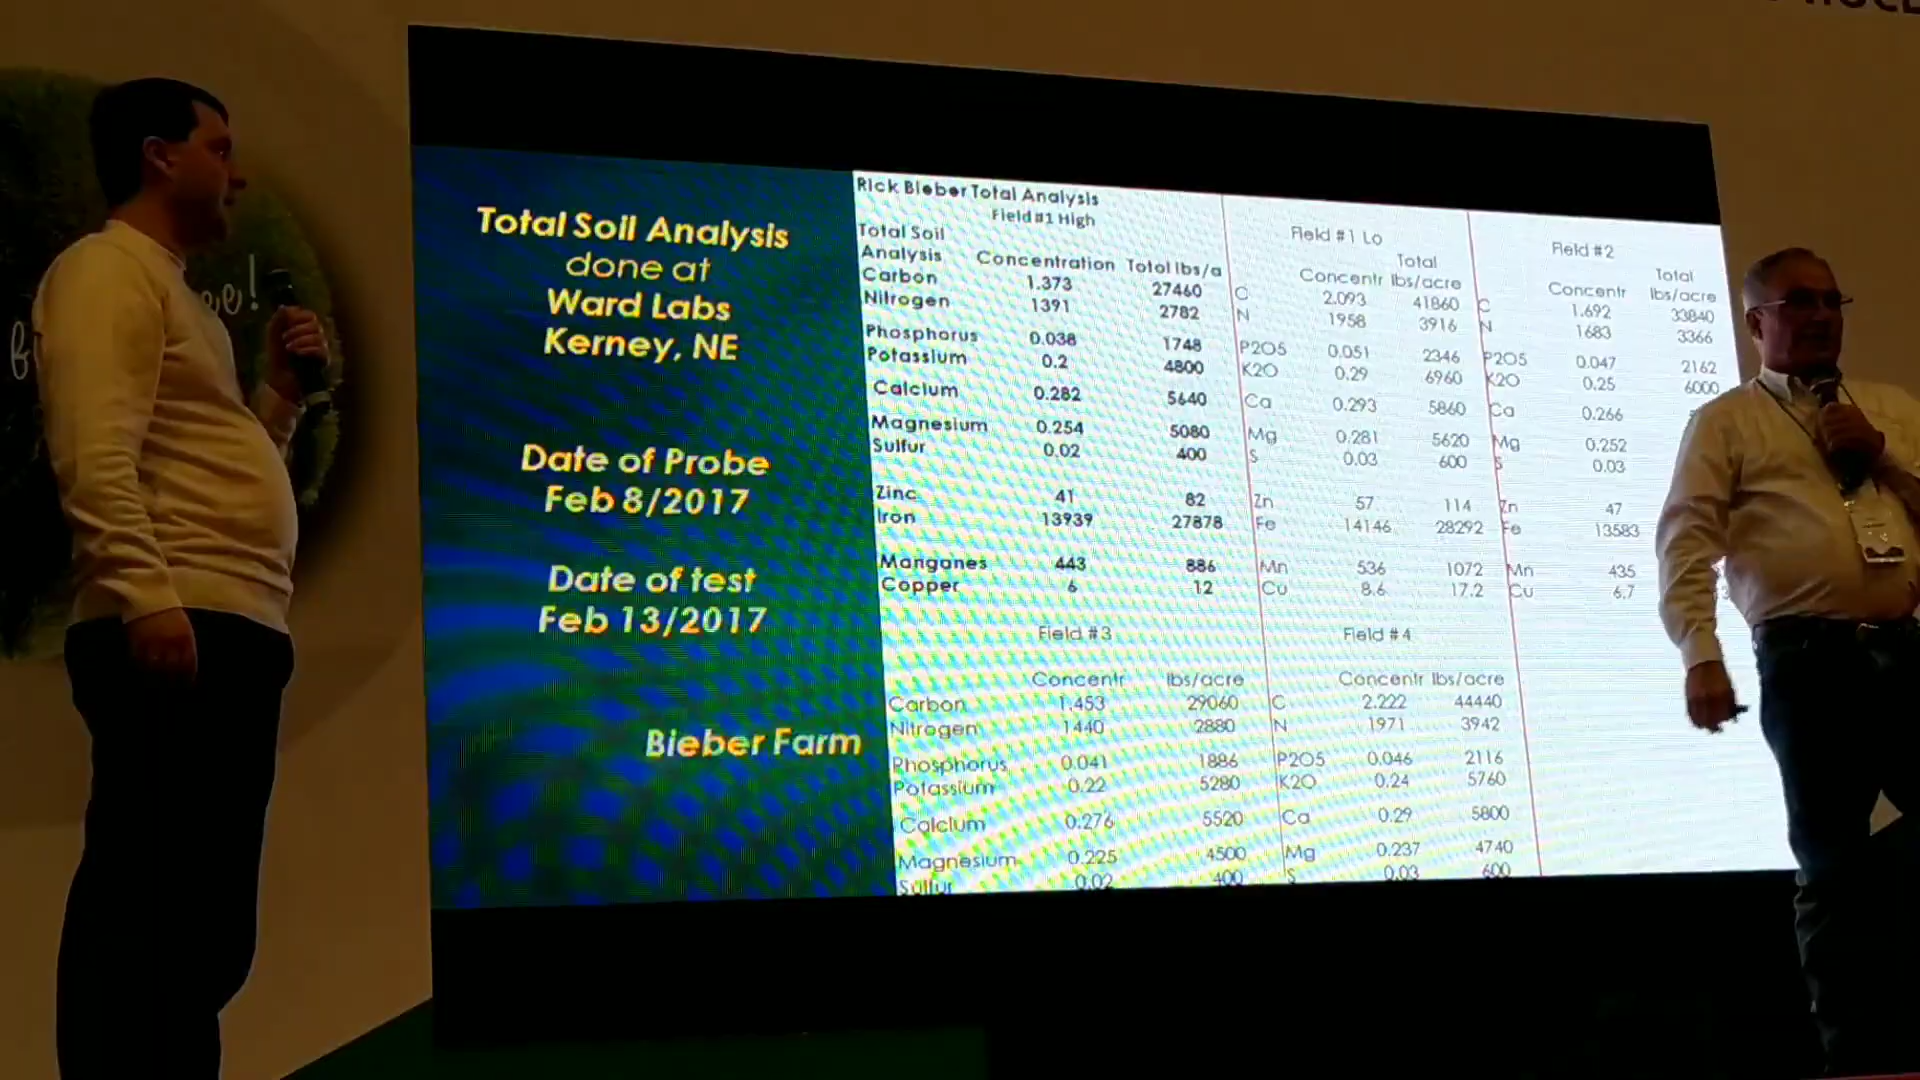 Total Soil Analysis
done at
Ward Labs
Kerney, NE
Date of Probe
Feb 8/2017
Date of test
Feb 13/2017
Bieber Farm
Rick Bieber Total Analysis
Field #1 High
Total Soil
Analysis Concentration Total lbs/a
Carbon 1.373 27460
Nitrogen 1391 2782
Phosphorus 0.038 1748
Potassium 0.2 4800
Calcium 0.282 5640
Magnesium 0.254 5080
Sulfur 0.02 400
Zinc 41 82
Iron 13939 27878
Manganes 443 886
Copper 6 12
Field #1 Lo
Total
Concentr lbs/acre
C 2.093 41860
N 1958 3916
P2O5 0.051 2346
K2O 0.29 6960
Ca 0.293 5860
Mg 0.281 5620
S 0.03 600
Zn 57 114
Fe 14146 28292
Mn 536 1072
Cu 8.6 17.2
Field #2
Total
Concentr lbs/acre
C 1.692 33840
N 1683 3366
P2O5 0.047 2162
K2O 0.25 6000
Ca 0.266
Mg 0.252
S 0.03
Zn 47
Fe 13583
Mn 435
Cu 6.7
Field #3
Concentr lbs/acre
Carbon 1.453 29060
Nitrogen 1440 2880
Phosphorus 0.041 1886
Potassium 0.22 5280
Calcium 0.276 5520
Magnesium 0.225 4500
Sulfur 0.02 400
Field #4
Concentr lbs/acre
C 2.222 44440
N 1971 3942
P2O5 0.046 2116
K2O 0.24 5760
Ca 0.29 5800
Mg 0.237 4740
S 0.03 600